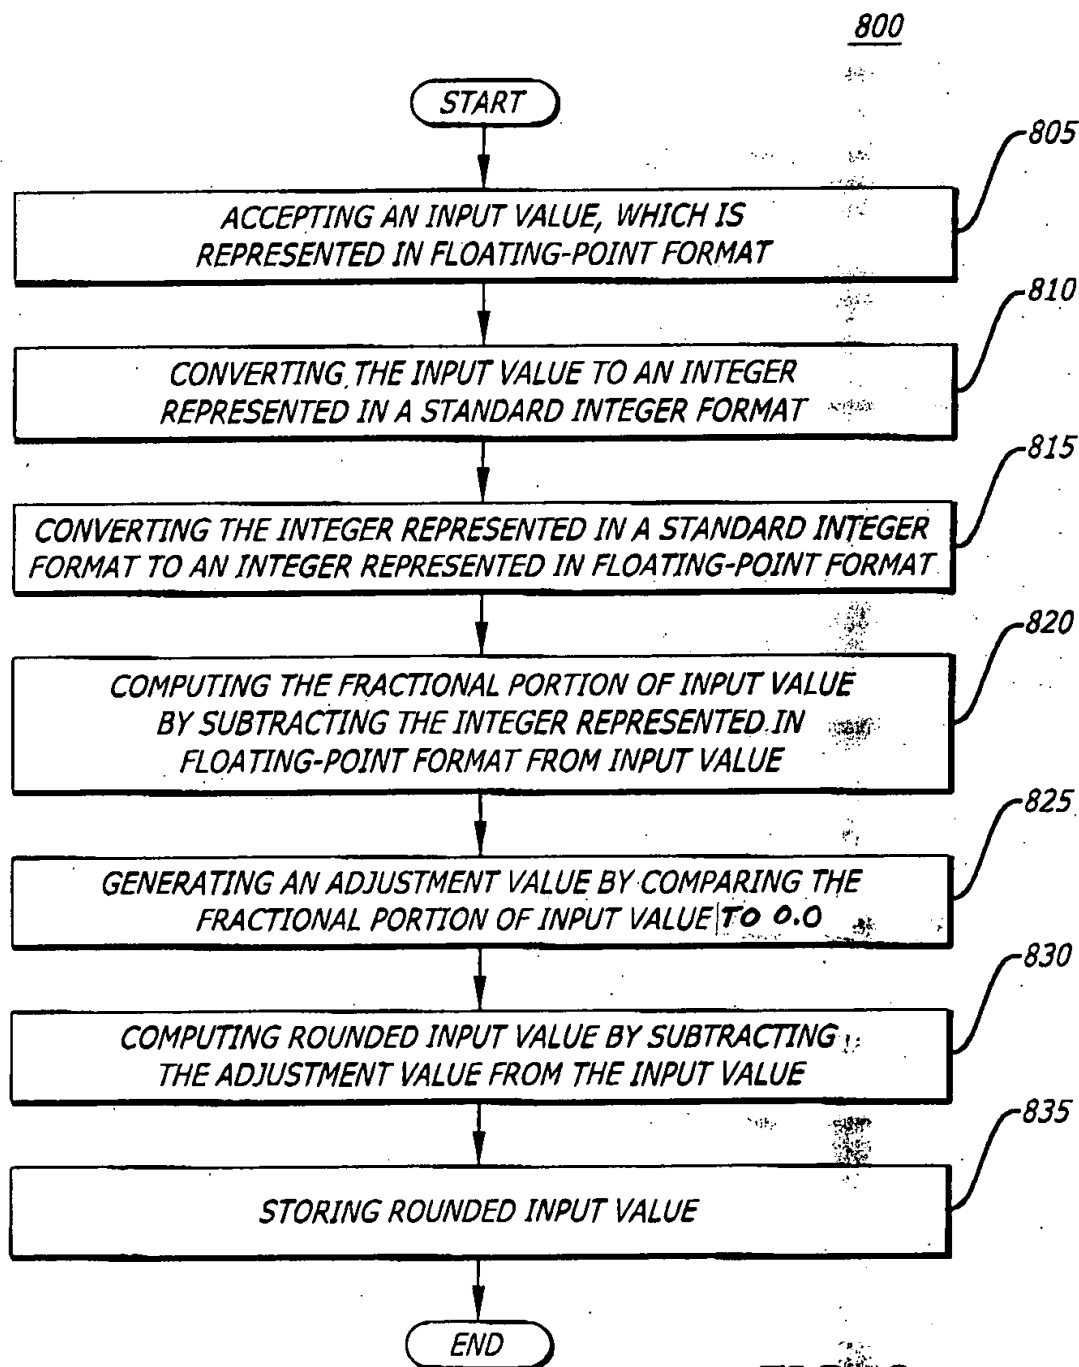 800
START
805
ACCEPTING AN INPUT VALUE, WHICH IS
REPRESENTED IN FLOATING-POINT FORMAT
810
CONVERTING THE INPUT VALUE TO AN INTEGER
REPRESENTED IN A STANDARD INTEGER FORMAT
815
CONVERTING THE INTEGER REPRESENTED IN A STANDARD INTEGER
FORMAT TO AN INTEGER REPRESENTED IN FLOATING-POINT FORMAT
820
COMPUTING THE FRACTIONAL PORTION OF INPUT VALUE
BY SUBTRACTING THE INTEGER REPRESENTED IN
FLOATING-POINT FORMAT FROM INPUT VALUE
825
GENERATING AN ADJUSTMENT VALUE BY COMPARING THE
FRACTIONAL PORTION OF INPUT VALUE TO 0.0
830
COMPUTING ROUNDED INPUT VALUE BY SUBTRACTING
THE ADJUSTMENT VALUE FROM THE INPUT VALUE
835
STORING ROUNDED INPUT VALUE
END